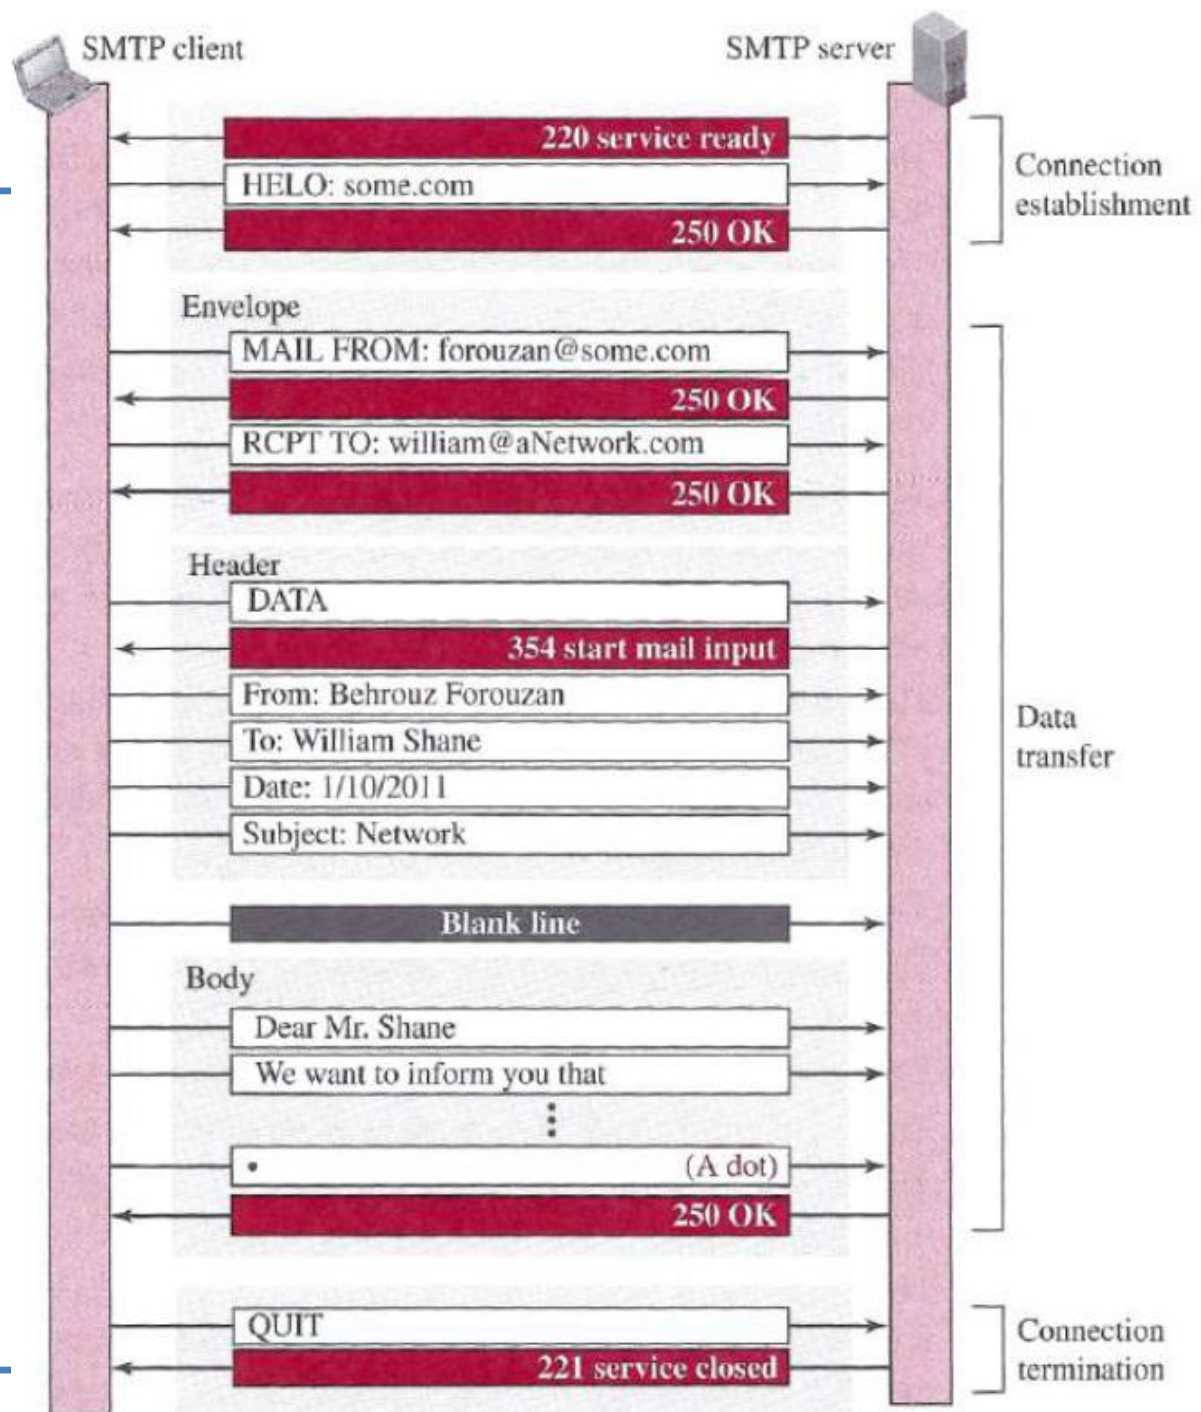 SMTP client
SMTP server
220 service ready
HELO: some.com
250 OK
Connection
establishment
Envelope
MAIL FROM: forouzan@some.com
250 OK
RCPT TO: william@aNetwork.com
250 OK
Header
DATA
354 start mail input
From: Behrouz Forouzan
To: William Shane
Date: 1/10/2011
Subject: Network
Data
transfer
Blank line
Body
Dear Mr. Shane
We want to inform you that
⋮
• (A dot)
250 OK
QUIT
221 service closed
Connection
termination